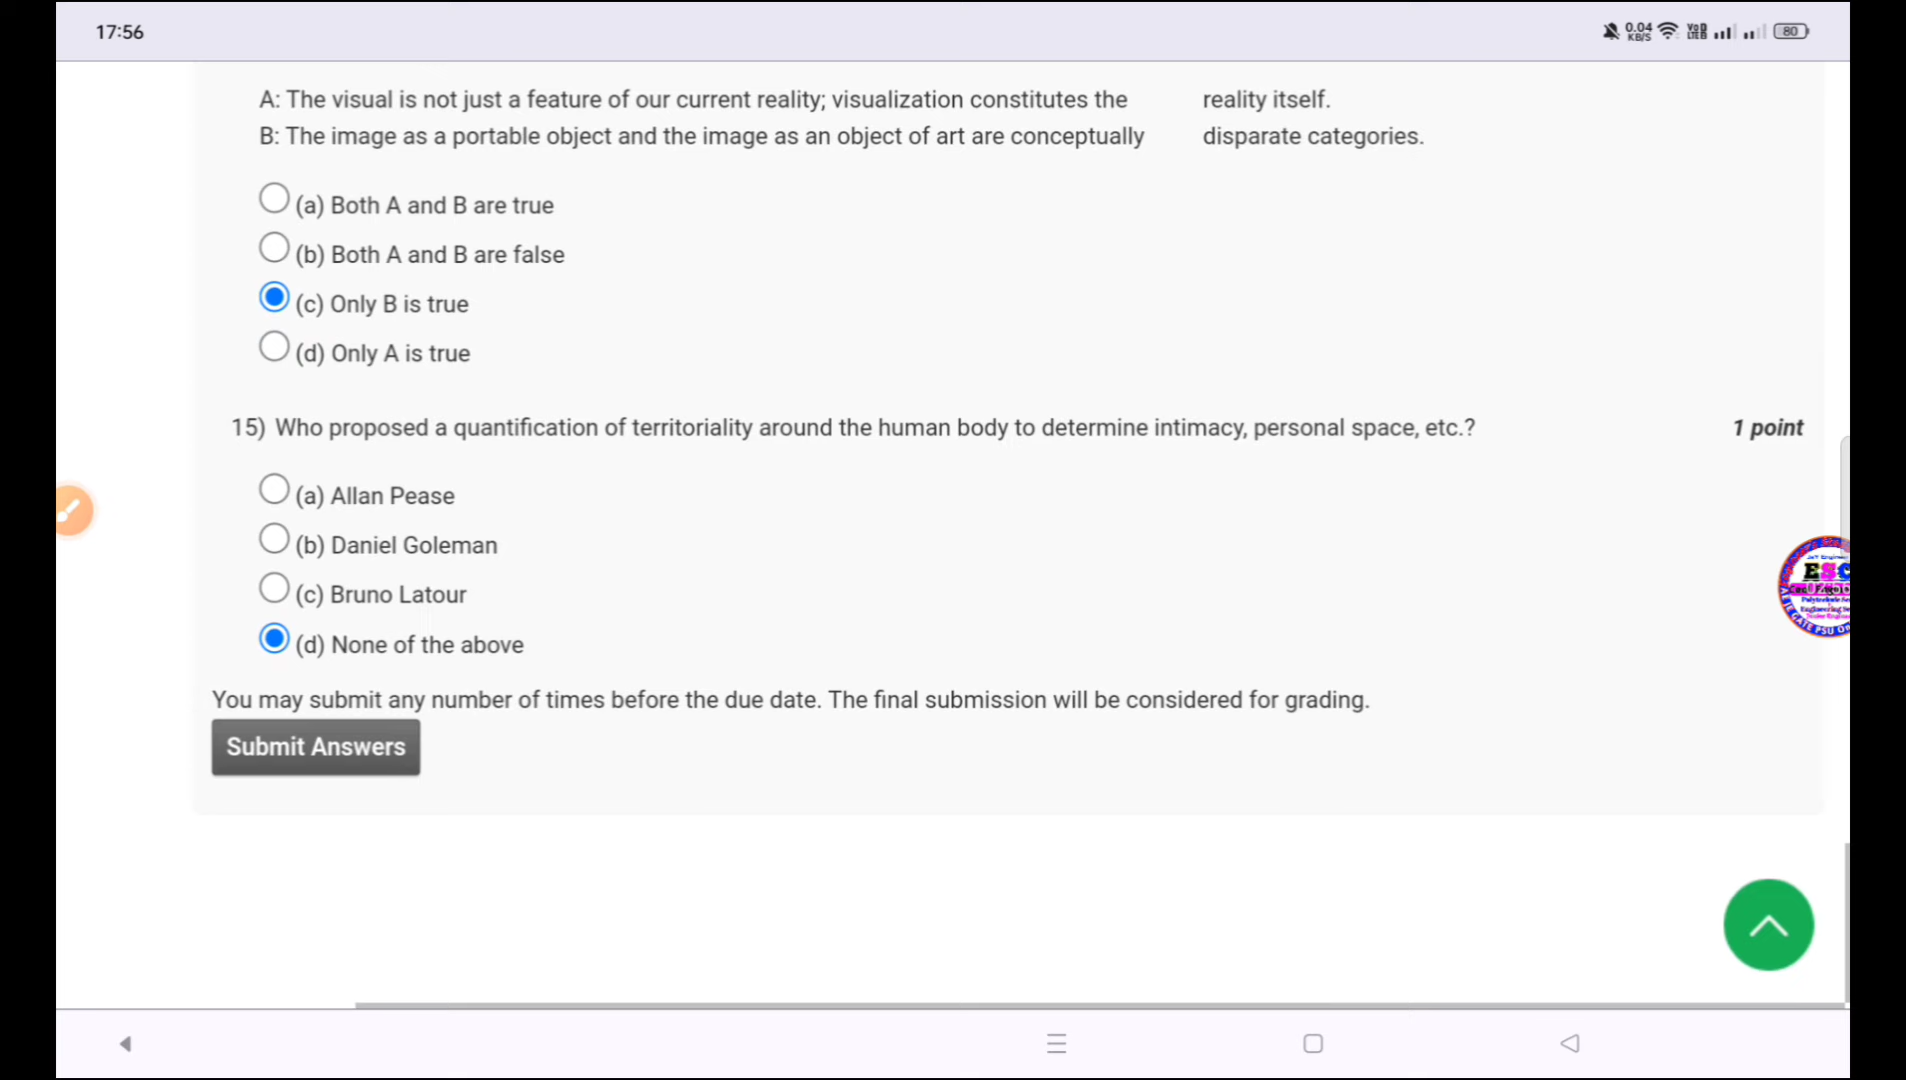 17:56
0.04 KB/S
80
A: The visual is not just a feature of our current reality; visualization constitutes the reality itself.
B: The image as a portable object and the image as an object of art are conceptually disparate categories.
(a) Both A and B are true
(b) Both A and B are false
(c) Only B is true
(d) Only A is true
15) Who proposed a quantification of territoriality around the human body to determine intimacy, personal space, etc.? 1 point
(a) Allan Pease
(b) Daniel Goleman
(c) Bruno Latour
(d) None of the above
You may submit any number of times before the due date. The final submission will be considered for grading.
Submit Answers